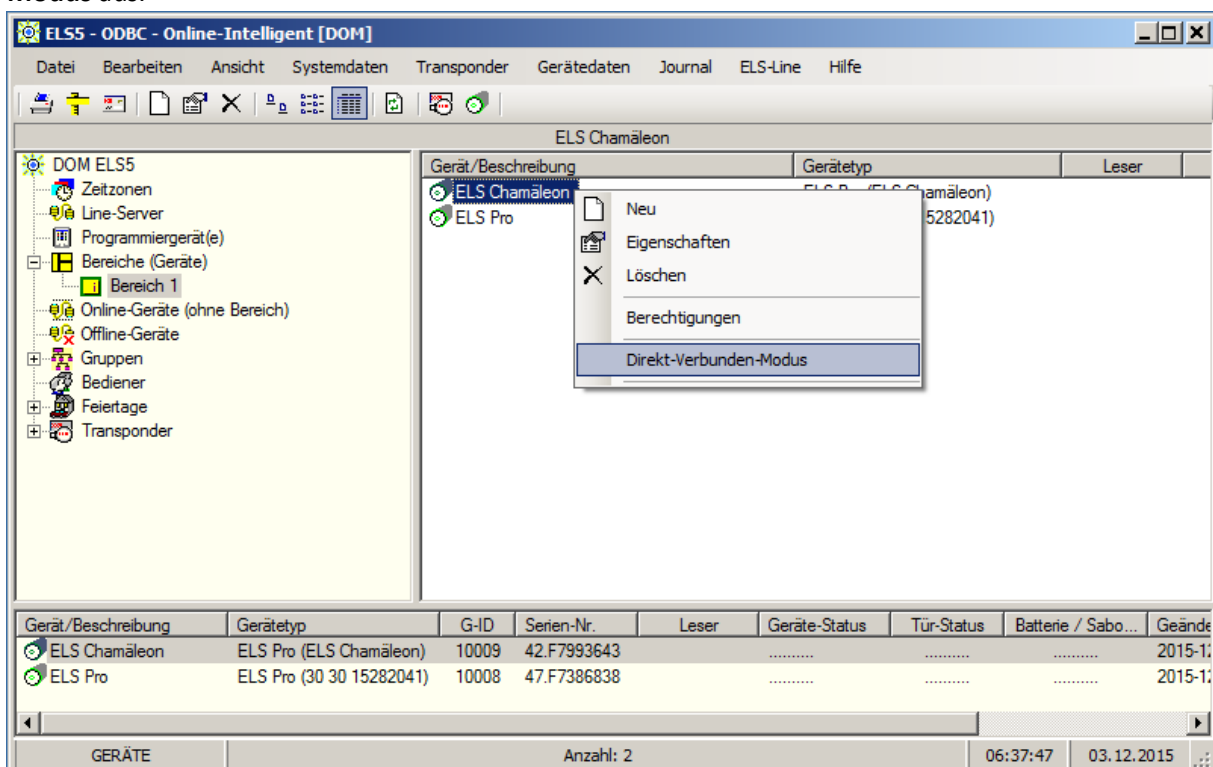 Modus aus.
ELS5 - ODBC - Online-Intelligent [DOM]
Datei Bearbeiten Ansicht Systemdaten Transponder Gerätedaten Journal ELS-Line Hilfe
ELS Chamäleon
DOM ELS5
Zeitzonen
Line-Server
Programmiergerät(e)
Bereiche (Geräte)
Bereich 1
Online-Geräte (ohne Bereich)
Offline-Geräte
Gruppen
Bediener
Feiertage
Transponder
Gerät/Beschreibung Gerätetyp Leser
ELS Chamäleon ELS Pro (ELS Chamäleon)
ELS Pro 5282041)
Neu
Eigenschaften
Löschen
Berechtigungen
Direkt-Verbunden-Modus
Gerät/Beschreibung Gerätetyp G-ID Serien-Nr. Leser Geräte-Status Tür-Status Batterie / Sabo... Geände
ELS Chamäleon ELS Pro (ELS Chamäleon) 10009 42.F7993643 .......... .......... .......... 2015-12
ELS Pro ELS Pro (30 30 15282041) 10008 47.F7386838 .......... .......... .......... 2015-12
GERÄTE Anzahl: 2 06:37:47 03.12.2015